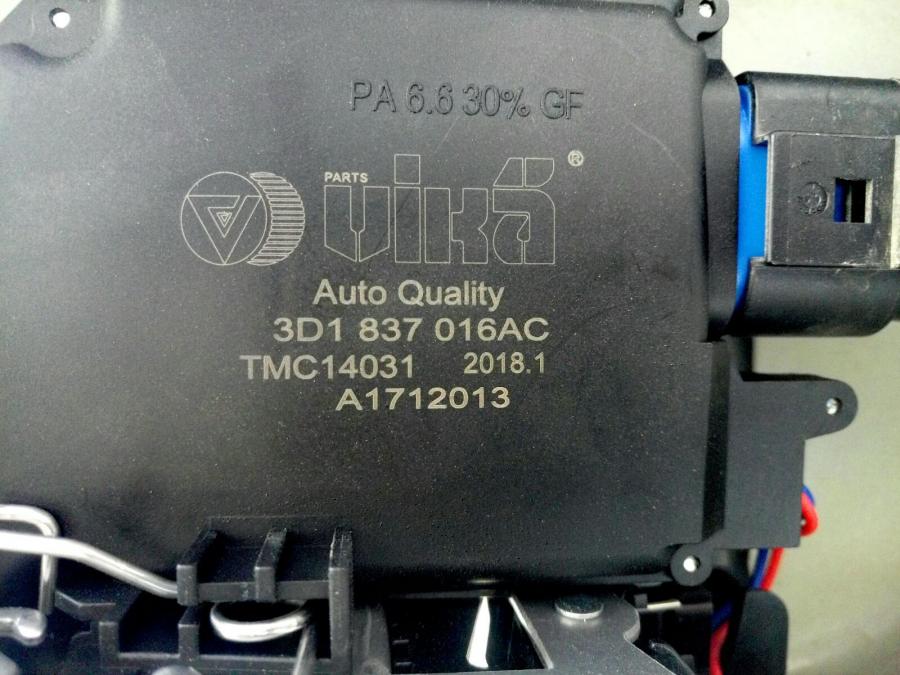 PA 6.6 30% GF
PARTS
vika®
Auto Quality
3D1 837 016AC
TMC14031 2018.1
A1712013